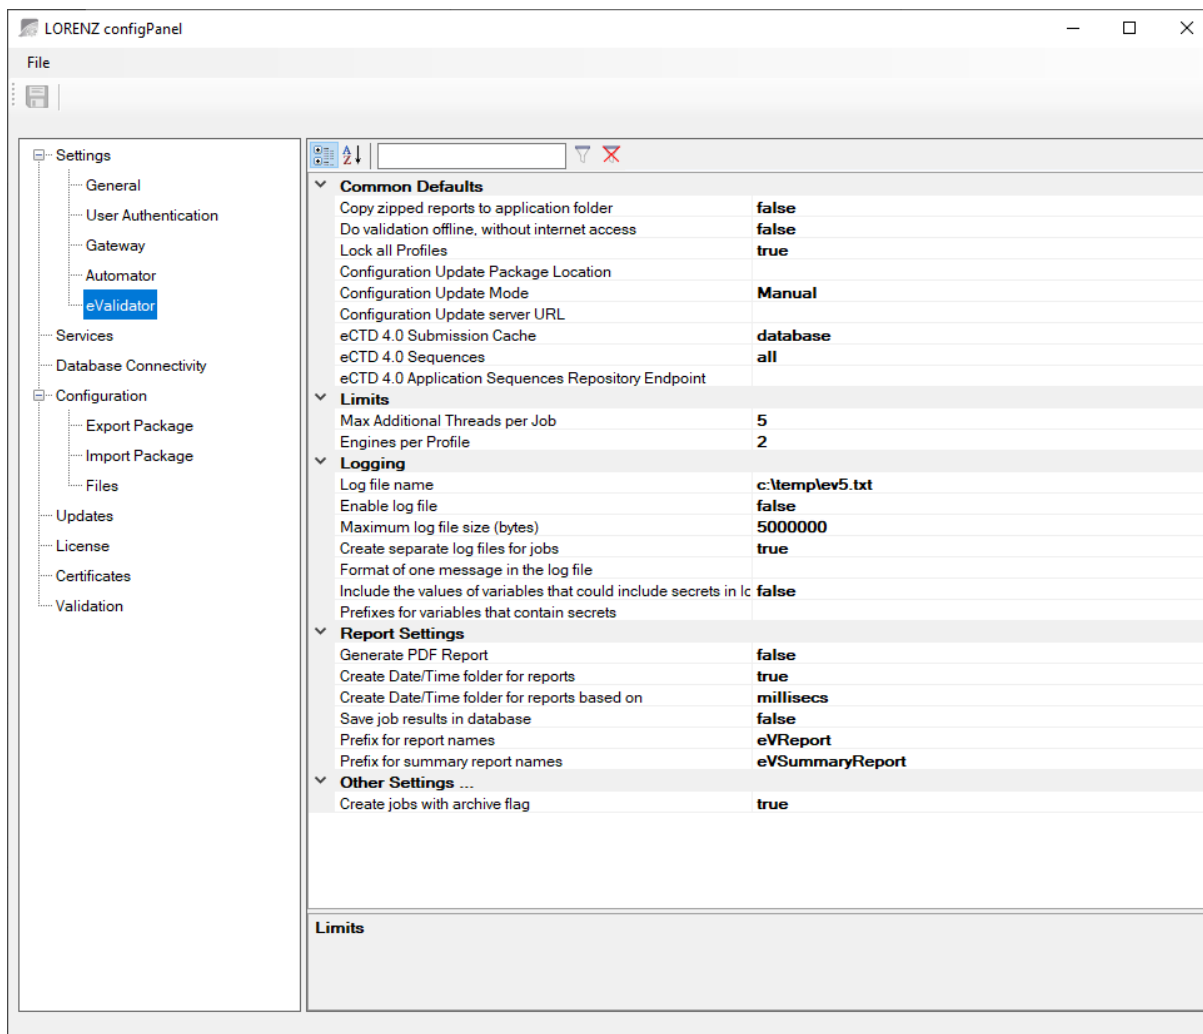 LORENZ configPanel
File
Settings
General
User Authentication
Gateway
Automator
eValidator
Services
Database Connectivity
Configuration
Export Package
Import Package
Files
Updates
License
Certificates
Validation
Common Defaults
Copy zipped reports to application folder false
Do validation offline, without internet access false
Lock all Profiles true
Configuration Update Package Location
Configuration Update Mode Manual
Configuration Update server URL
eCTD 4.0 Submission Cache database
eCTD 4.0 Sequences all
eCTD 4.0 Application Sequences Repository Endpoint
Limits
Max Additional Threads per Job 5
Engines per Profile 2
Logging
Log file name c:\temp\ev5.txt
Enable log file false
Maximum log file size (bytes) 5000000
Create separate log files for jobs true
Format of one message in the log file
Include the values of variables that could include secrets in lc false
Prefixes for variables that contain secrets
Report Settings
Generate PDF Report false
Create Date/Time folder for reports true
Create Date/Time folder for reports based on millisecs
Save job results in database false
Prefix for report names eVReport
Prefix for summary report names eVSummaryReport
Other Settings ...
Create jobs with archive flag true
Limits